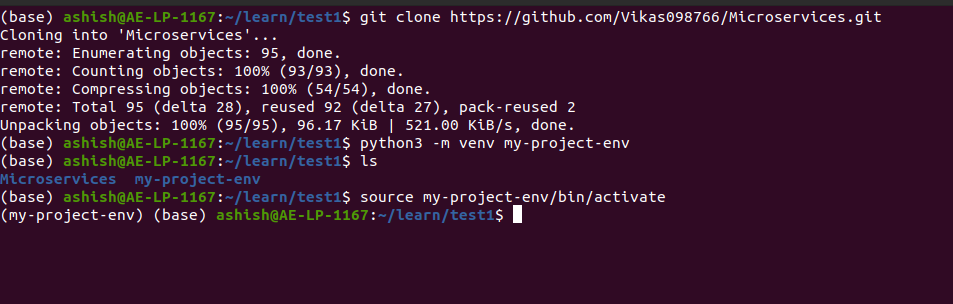 (base) ashish@AE-LP-1167:~/learn/test1$ git clone https://github.com/Vikas098766/Microservices.git
Cloning into 'Microservices'...
remote: Enumerating objects: 95, done.
remote: Counting objects: 100% (93/93), done.
remote: Compressing objects: 100% (54/54), done.
remote: Total 95 (delta 28), reused 92 (delta 27), pack-reused 2
Unpacking objects: 100% (95/95), 96.17 KiB | 521.00 KiB/s, done.
(base) ashish@AE-LP-1167:~/learn/test1$ python3 -m venv my-project-env
(base) ashish@AE-LP-1167:~/learn/test1$ ls
Microservices  my-project-env
(base) ashish@AE-LP-1167:~/learn/test1$ source my-project-env/bin/activate
(my-project-env) (base) ashish@AE-LP-1167:~/learn/test1$